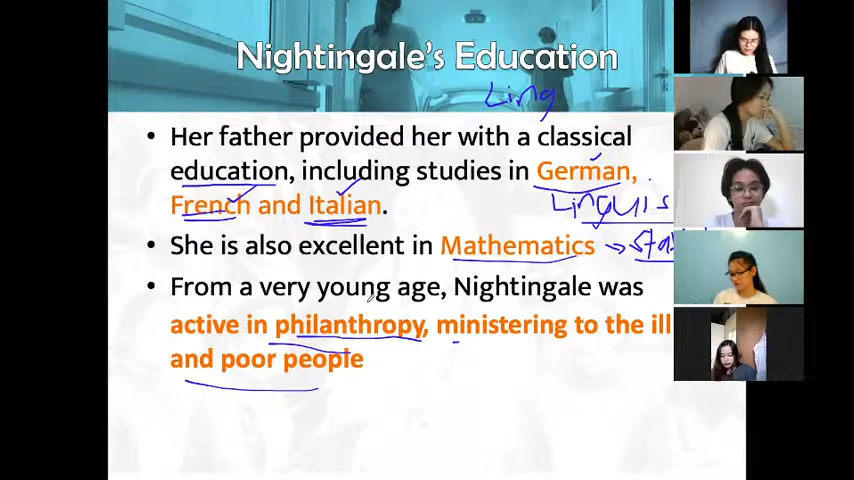 Nightingale's Education
Ling
• Her father provided her with a classical
education, including studies in German,
French and Italian.
Linguis
• She is also excellent in Mathematics
• From a very young age, Nightingale was
active in philanthropy, ministering to the ill
and poor people